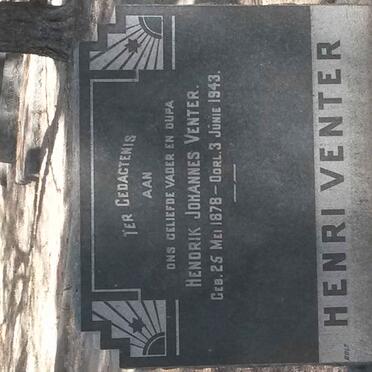 TER GEDAGTENIS
AAN
ONS GELIEFDE VADER EN OUPA
HENDRIK JOHANNES VENTER.
GEB. 25 MEI 1878 – OORL. 3 JUNIE 1943.
HENRI VENTER